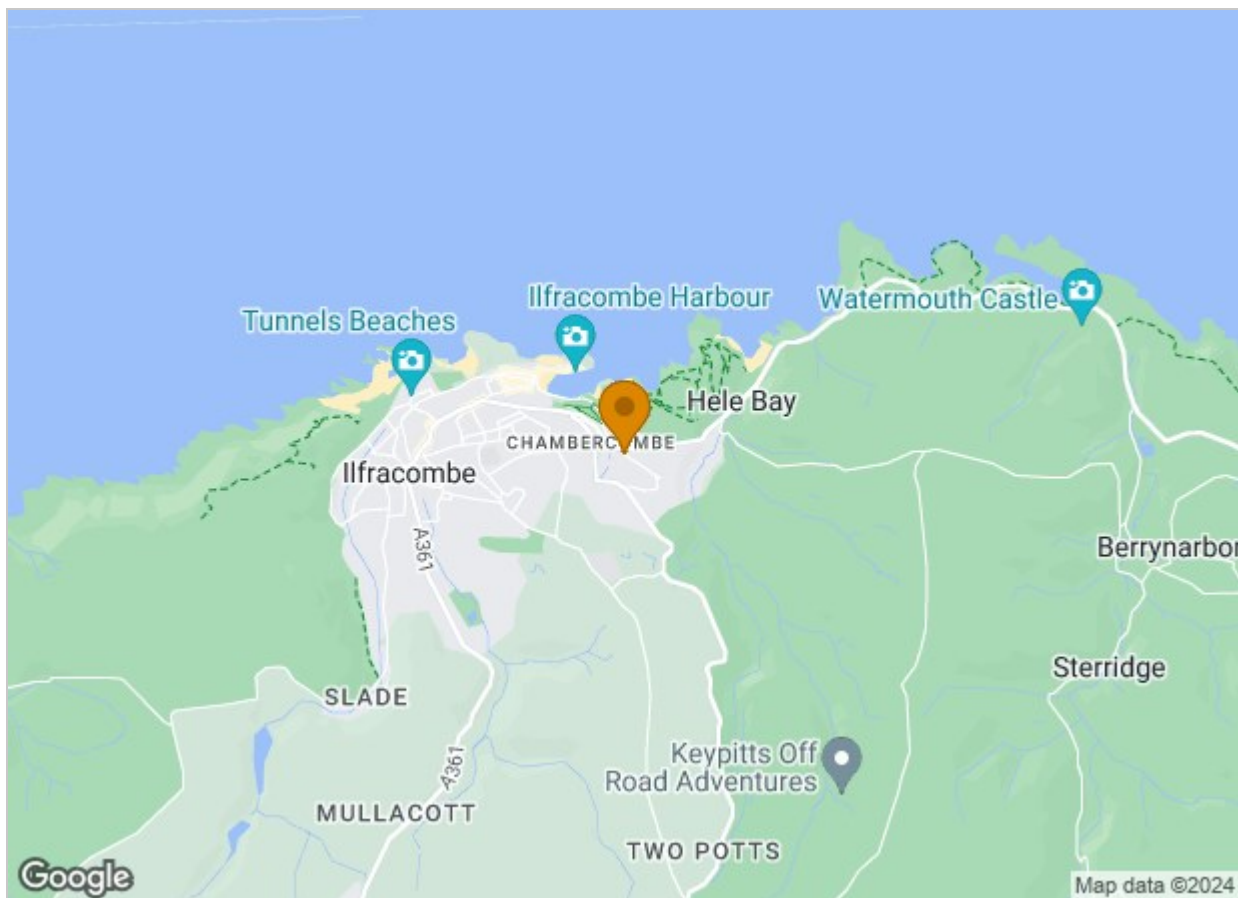 Ilfracombe Harbour
Watermouth Castle
Tunnels Beaches
Hele Bay
CHAMBERCOMBE
Ilfracombe
A361
Berrynarbor
Sterridge
SLADE
Keypitts Off
Road Adventures
A361
MULLACOTT
TWO POTTS
Google
Map data ©2024